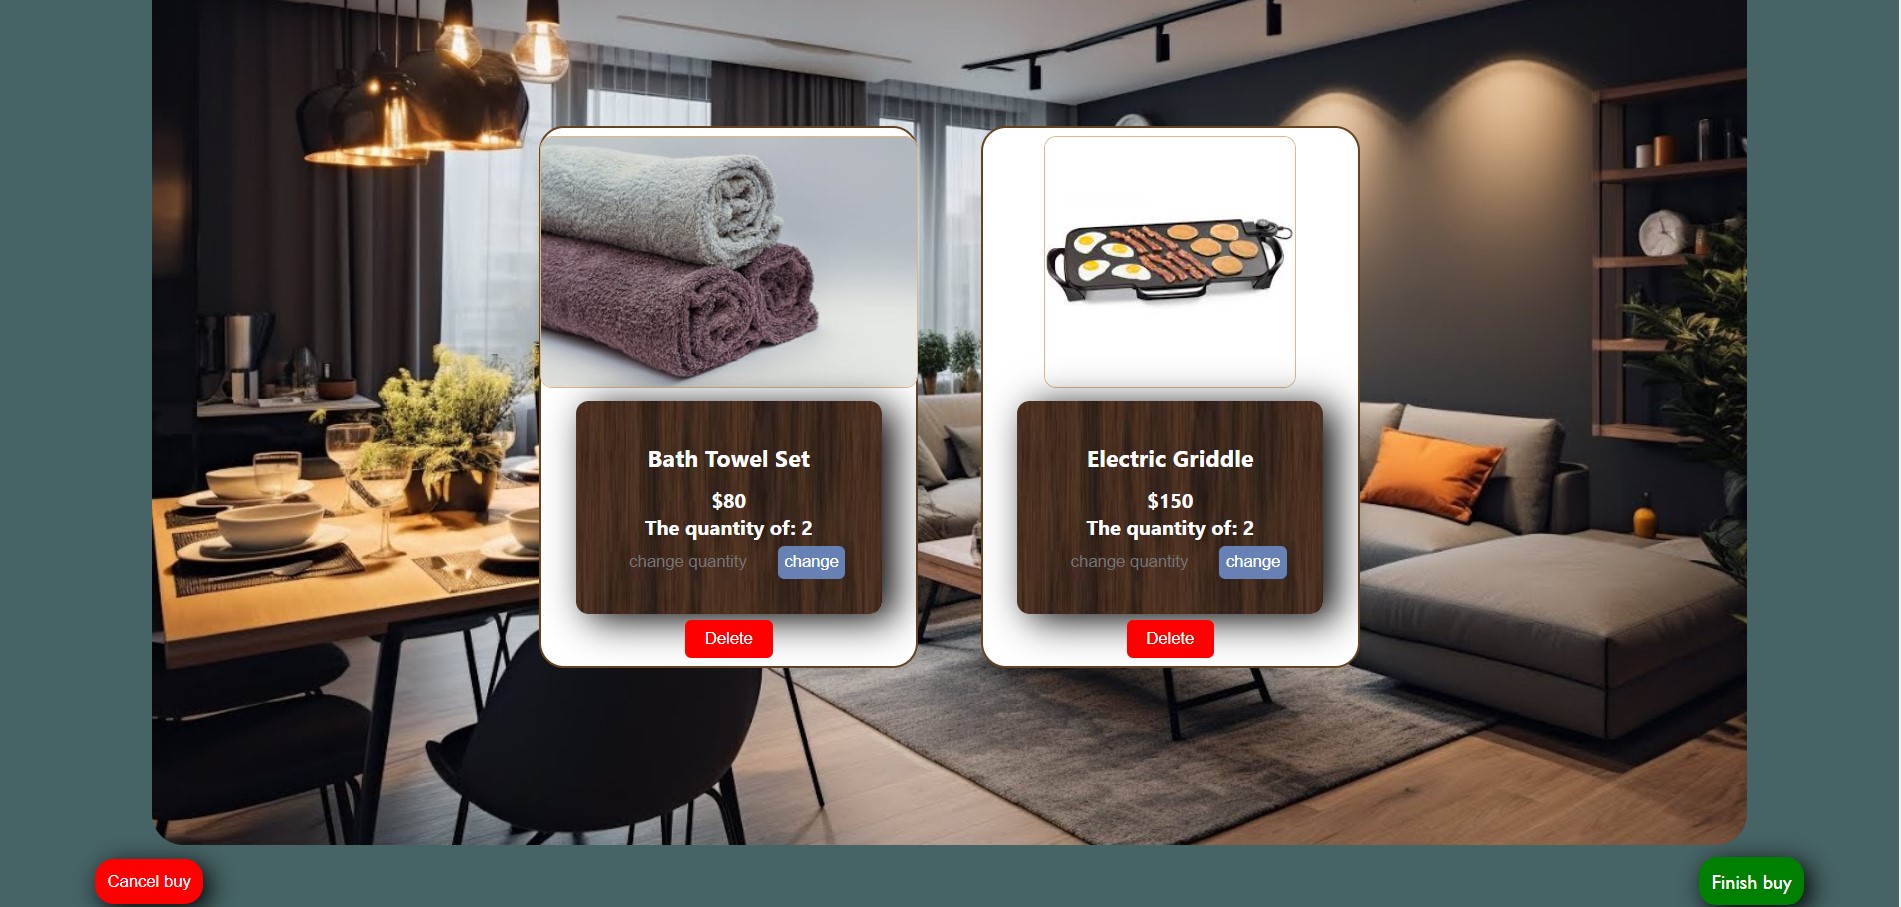 Bath Towel Set
$80
The quantity of: 2
change quantity
change
Delete
Electric Griddle
$150
The quantity of: 2
change quantity
change
Delete
Cancel buy
Finish buy